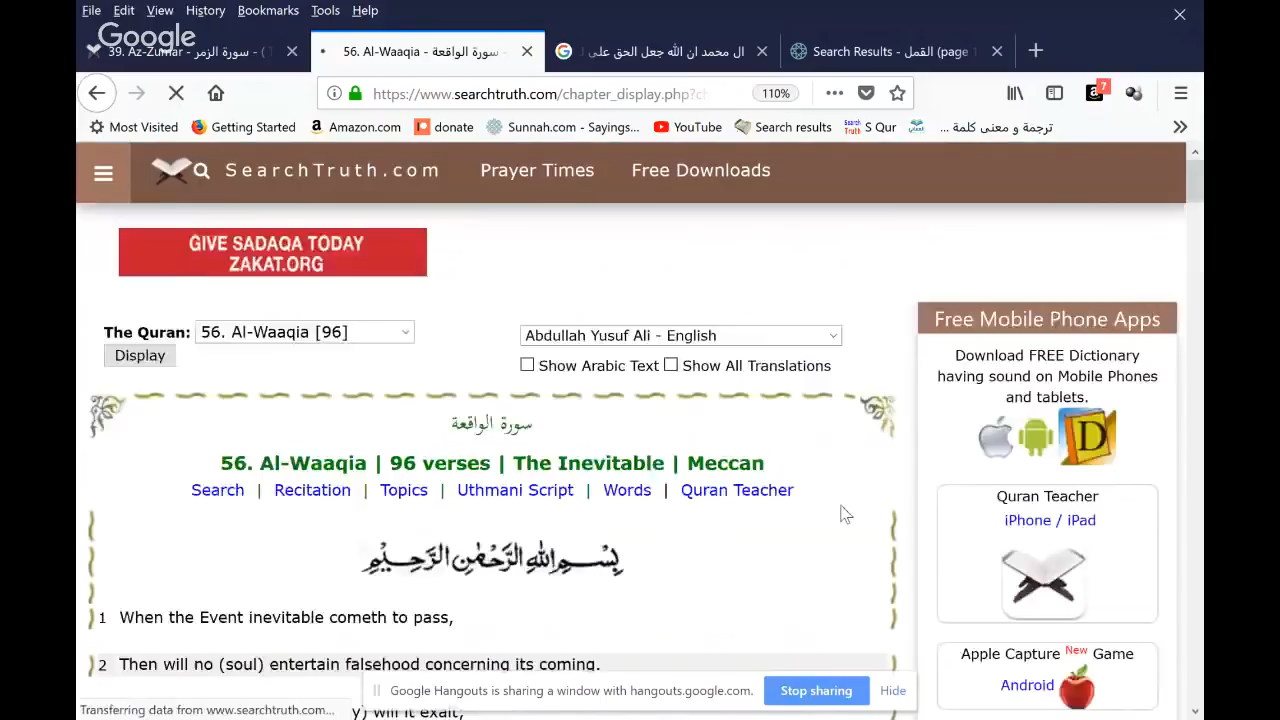 File Edit View History Bookmarks Tools Help
Google
39. Az-Zumar - سورة الزمر - (
56. Al-Waaqia - سورة الواقعة -
ال محمد ان الله جعل الحق على ل
Search Results - القمل (page 1
https://www.searchtruth.com/chapter_display.php?ch
110%
7
Most Visited Getting Started Amazon.com donate Sunnah.com - Sayings,... YouTube Search results S Qur ترجمة و معنى كلمة ...
SearchTruth.com Prayer Times Free Downloads
GIVE SADAQA TODAY
ZAKAT.ORG
The Quran: 56. Al-Waaqia [96]
Display
Abdullah Yusuf Ali - English
Show Arabic Text Show All Translations
سورة الواقعة
56. Al-Waaqia | 96 verses | The Inevitable | Meccan
Search | Recitation | Topics | Uthmani Script | Words | Quran Teacher
بِسْمِ اللهِ الرَّحْمٰنِ الرَّحِيْمِ
1 When the Event inevitable cometh to pass,
2 Then will no (soul) entertain falsehood concerning its coming.
y) will it exalt;
Free Mobile Phone Apps
Download FREE Dictionary
having sound on Mobile Phones
and tablets.
D
Quran Teacher
iPhone / iPad
Apple Capture New Game
Android
Google Hangouts is sharing a window with hangouts.google.com. Stop sharing Hide
Transferring data from www.searchtruth.com...